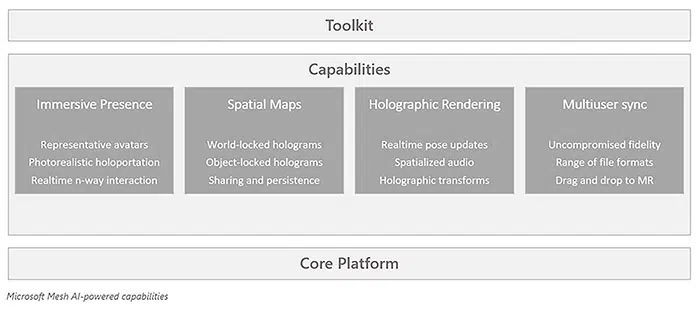 Toolkit
Capabilities
Immersive Presence
Representative avatars
Photorealistic holoportation
Realtime n-way interaction
Spatial Maps
World-locked holograms
Object-locked holograms
Sharing and persistence
Holographic Rendering
Realtime pose updates
Spatialized audio
Holographic transforms
Multiuser sync
Uncompromised fidelity
Range of file formats
Drag and drop to MR
Core Platform
Microsoft Mesh AI-powered capabilities